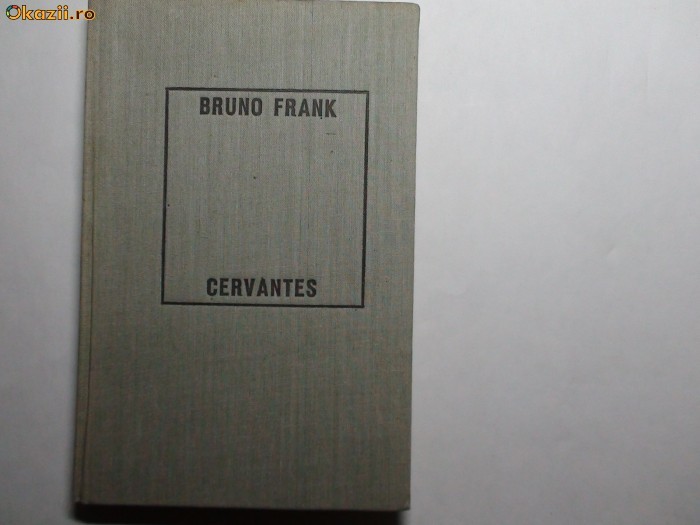 Okazii.ro
BRUNO FRANK
CERVANTES